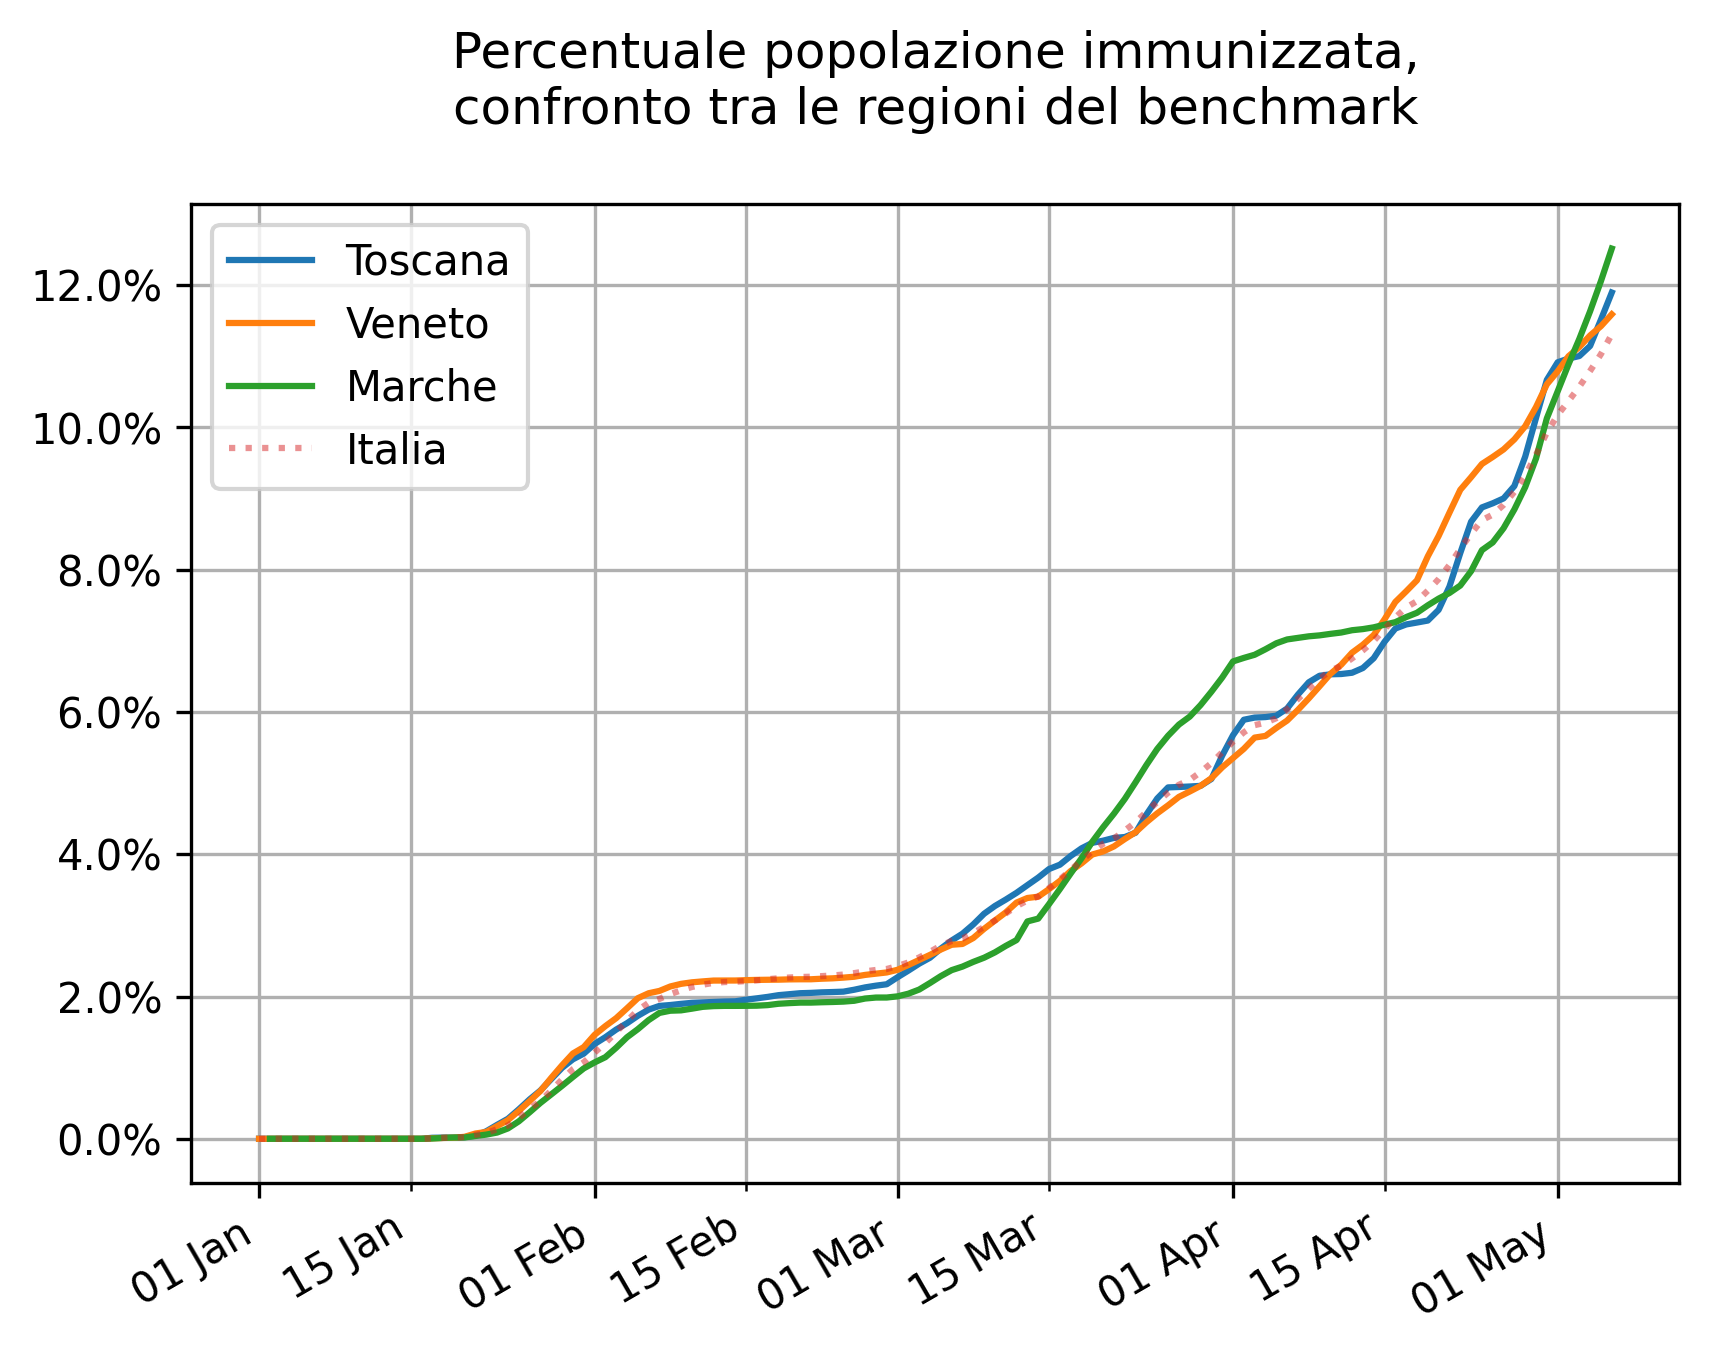 Percentuale popolazione immunizzata,
confronto tra le regioni del benchmark
Toscana
Veneto
Marche
Italia
12.0%
10.0%
8.0%
6.0%
4.0%
2.0%
0.0%
01 Jan
15 Jan
01 Feb
15 Feb
01 Mar
15 Mar
01 Apr
15 Apr
01 May